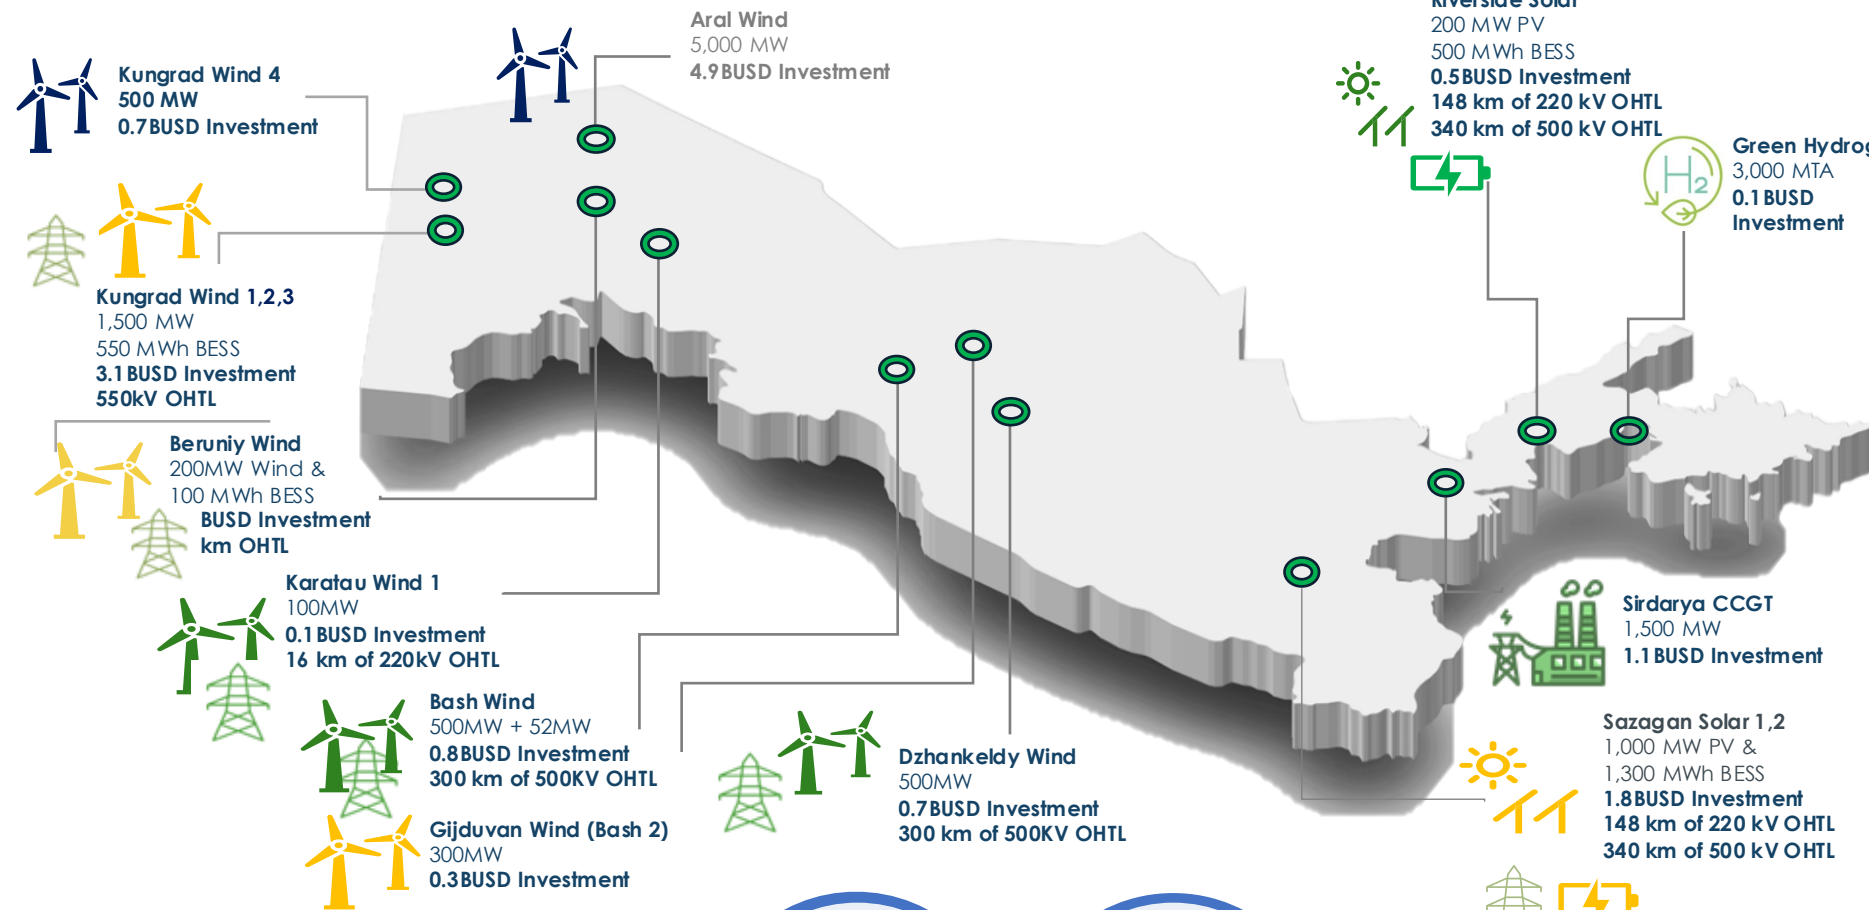 Aral Wind
5,000 MW
4.9BUSD Investment
Kungrad Wind 4
500 MW
0.7BUSD Investment
Riverside Solar
200 MW PV
500 MWh BESS
0.5BUSD Investment
148 km of 220 kV OHTL
340 km of 500 kV OHTL
H2
Green Hydrog
3,000 MTA
0.1BUSD
Investment
Kungrad Wind 1,2,3
1,500 MW
550 MWh BESS
3.1BUSD Investment
550kV OHTL
Beruniy Wind
200MW Wind &
100 MWh BESS
BUSD Investment
km OHTL
Karatau Wind 1
100MW
0.1BUSD Investment
16 km of 220kV OHTL
Bash Wind
500MW + 52MW
0.8BUSD Investment
300 km of 500KV OHTL
Gijduvan Wind (Bash 2)
300MW
0.3BUSD Investment
Dzhankeldy Wind
500MW
0.7BUSD Investment
300 km of 500KV OHTL
Sirdarya CCGT
1,500 MW
1.1BUSD Investment
Sazagan Solar 1,2
1,000 MW PV &
1,300 MWh BESS
1.8BUSD Investment
148 km of 220 kV OHTL
340 km of 500 kV OHTL